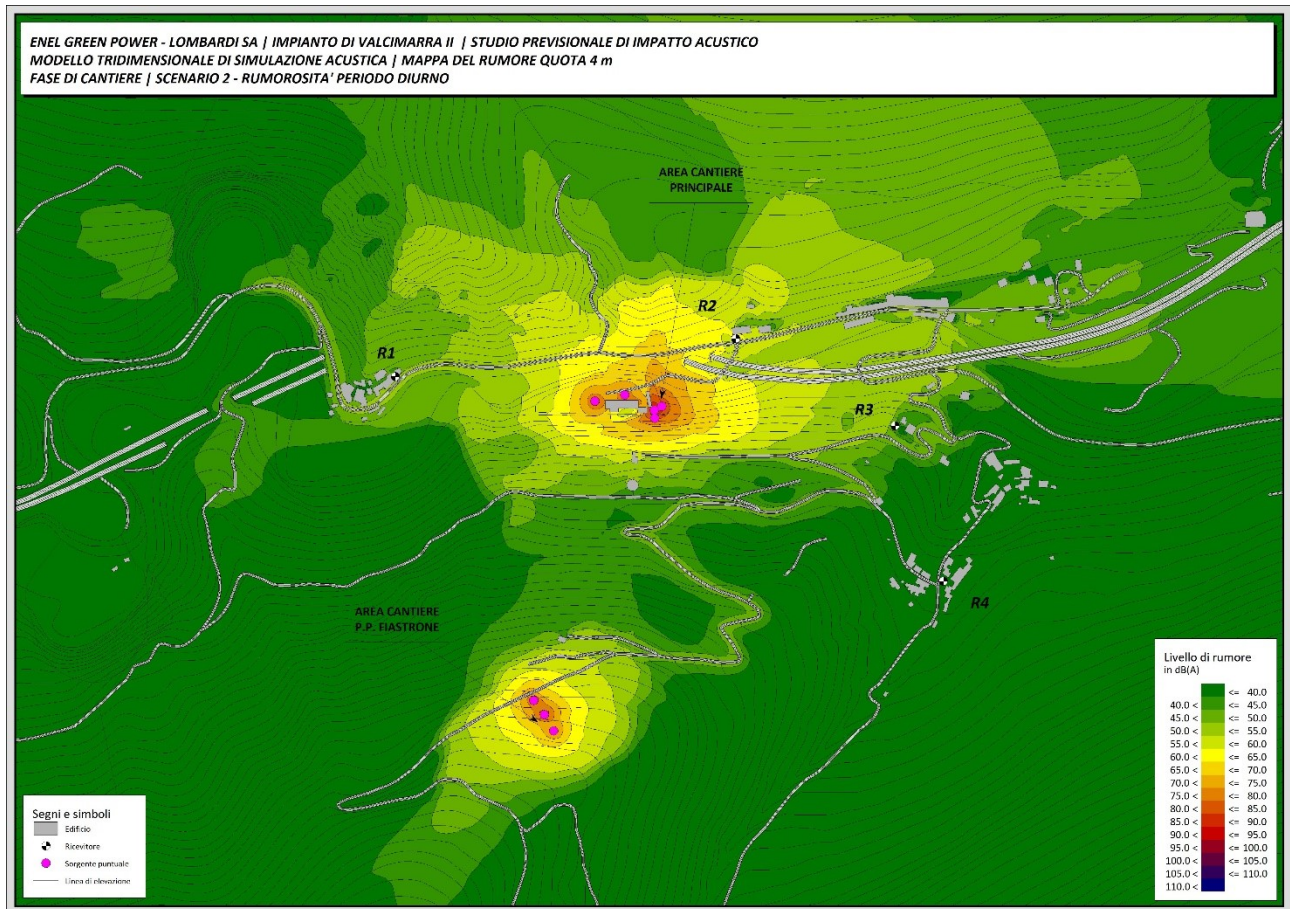 ENEL GREEN POWER - LOMBARDI SA | IMPIANTO DI VALCIMARRA II | STUDIO PREVISIONALE DI IMPATTO ACUSTICO
MODELLO TRIDIMENSIONALE DI SIMULAZIONE ACUSTICA | MAPPA DEL RUMORE QUOTA 4 m
FASE DI CANTIERE | SCENARIO 2 - RUMOROSITA' PERIODO DIURNO
AREA CANTIERE
PRINCIPALE
R2
R1
R3
R4
AREA CANTIERE
P.P. FIASTRONE
Livello di rumore
in dB(A)
<= 40.0
40.0 < <= 45.0
45.0 < <= 50.0
50.0 < <= 55.0
55.0 < <= 60.0
60.0 < <= 65.0
65.0 < <= 70.0
70.0 < <= 75.0
75.0 < <= 80.0
80.0 < <= 85.0
85.0 < <= 90.0
90.0 < <= 95.0
95.0 < <= 100.0
100.0 < <= 105.0
105.0 < <= 110.0
110.0 <
Segni e simboli
Edificio
Ricevitore
Sorgente puntuale
Linea di elevazione